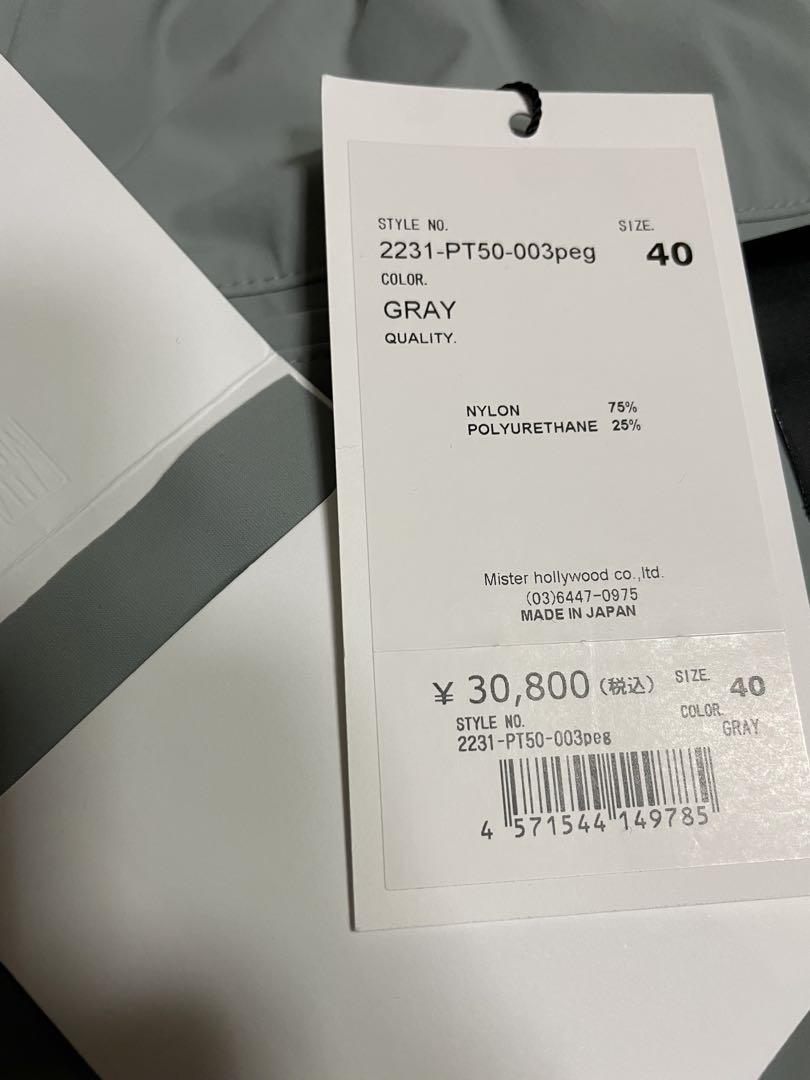 STYLE NO. SIZE.
2231-PT50-003peg 40
COLOR.
GRAY
QUALITY.
NYLON 75%
POLYURETHANE 25%
Mister hollywood co.,ltd.
(03)6447-0975
MADE IN JAPAN
¥ 30,800(税込) SIZE. 40
STYLE NO. COLOR.
2231-PT50-003peg GRAY
4 571544 149785